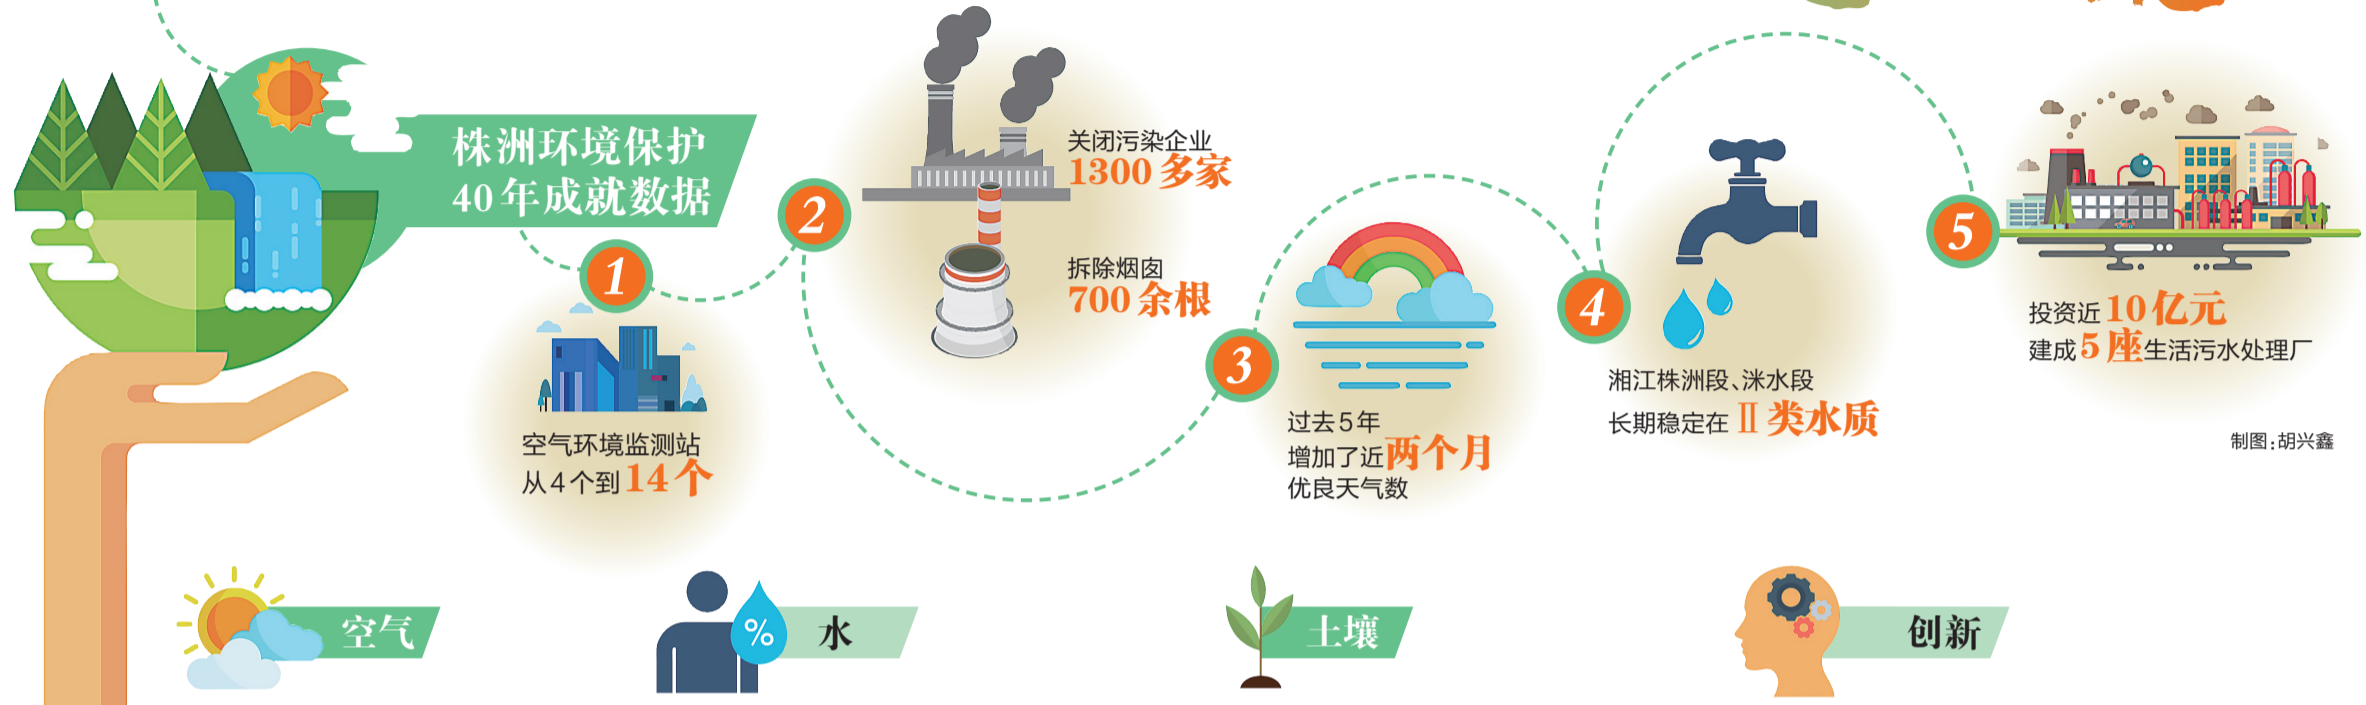 株洲环境保护
40年成就数据
1
空气环境监测站
从4个到14个
2
关闭污染企业
1300多家
拆除烟囱
700余根
3
过去5年
增加了近两个月
优良天气数
4
湘江株洲段、洣水段
长期稳定在Ⅱ类水质
5
投资近10亿元
建成5座生活污水处理厂
制图:胡兴鑫
空气
%
水
土壤
创新